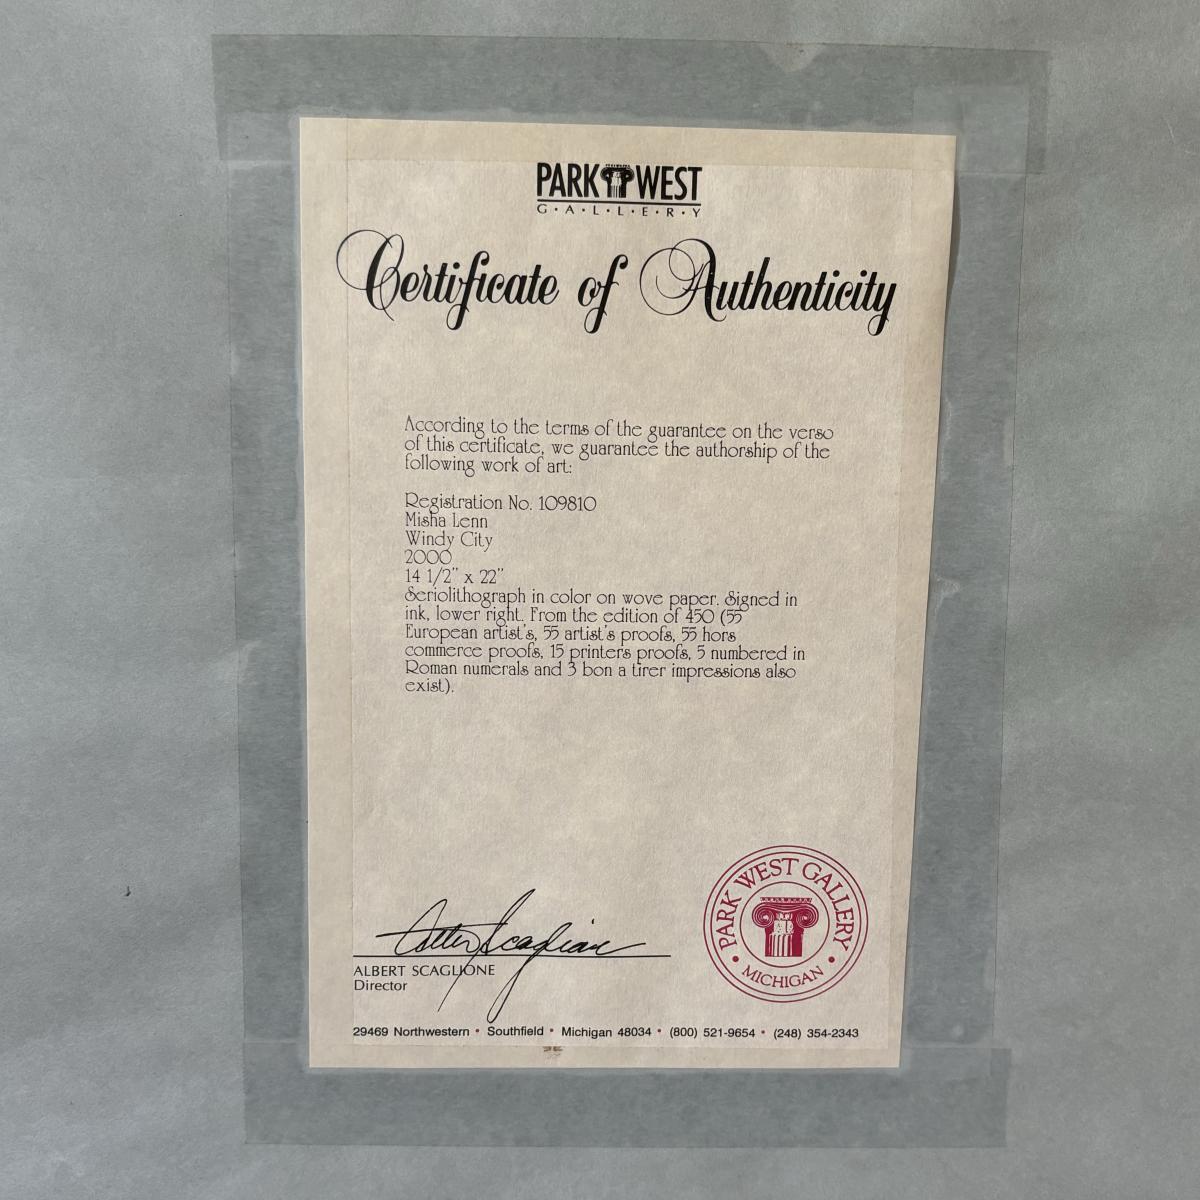 PARK WEST
G·A·L·L·E·R·Y
Certificate of Authenticity
According to the terms of the guarantee on the verso
of this certificate, we guarantee the authorship of the
following work of art:
Registration No. 109810
Misha Lenn
Windy City
2000
14 1/2" x 22"
Seriolithograph in color on wove paper. Signed in
ink, lower right. From the edition of 450 (55
European artist's, 55 artist's proofs, 55 hors
commerce proofs, 15 printers proofs, 5 numbered in
Roman numerals and 3 bon a tirer impressions also
exist).
Albert Scaglione
ALBERT SCAGLIONE
Director
PARK WEST GALLERY
• MICHIGAN •
29469 Northwestern • Southfield • Michigan 48034 • (800) 521-9654 • (248) 354-2343